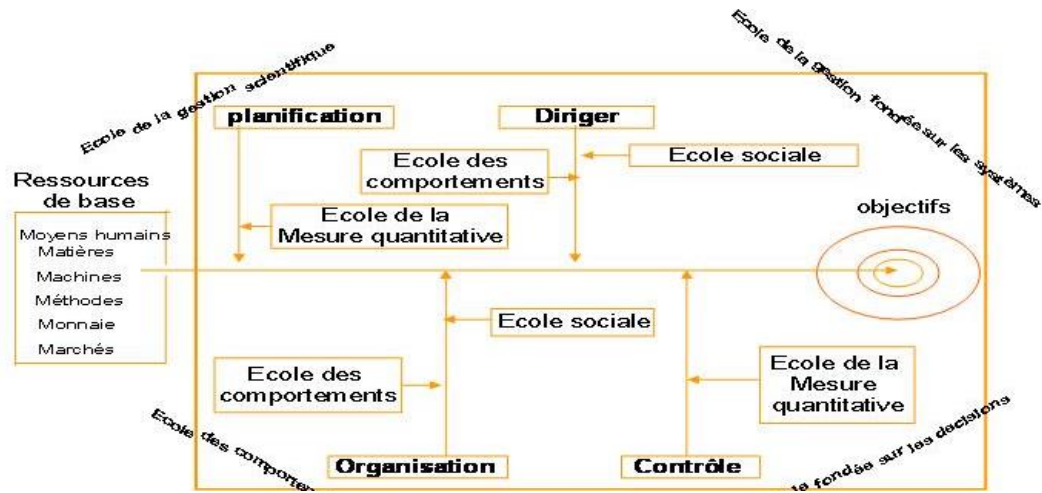 Ecole de la gestion scientifique
Ecole de la gestion fondée sur les systèmes
planification
Diriger
Ecole sociale
Ecole des
comportements
Ressources
de base
Ecole de la
Mesure quantitative
objectifs
Moyens humains
Matières
Machines
Méthodes
Monnaie
Marchés
Ecole sociale
Ecole des
comportements
Ecole de la
Mesure
quantitative
Ecole des
fondée sur les decisions
Organisation
Contrôle